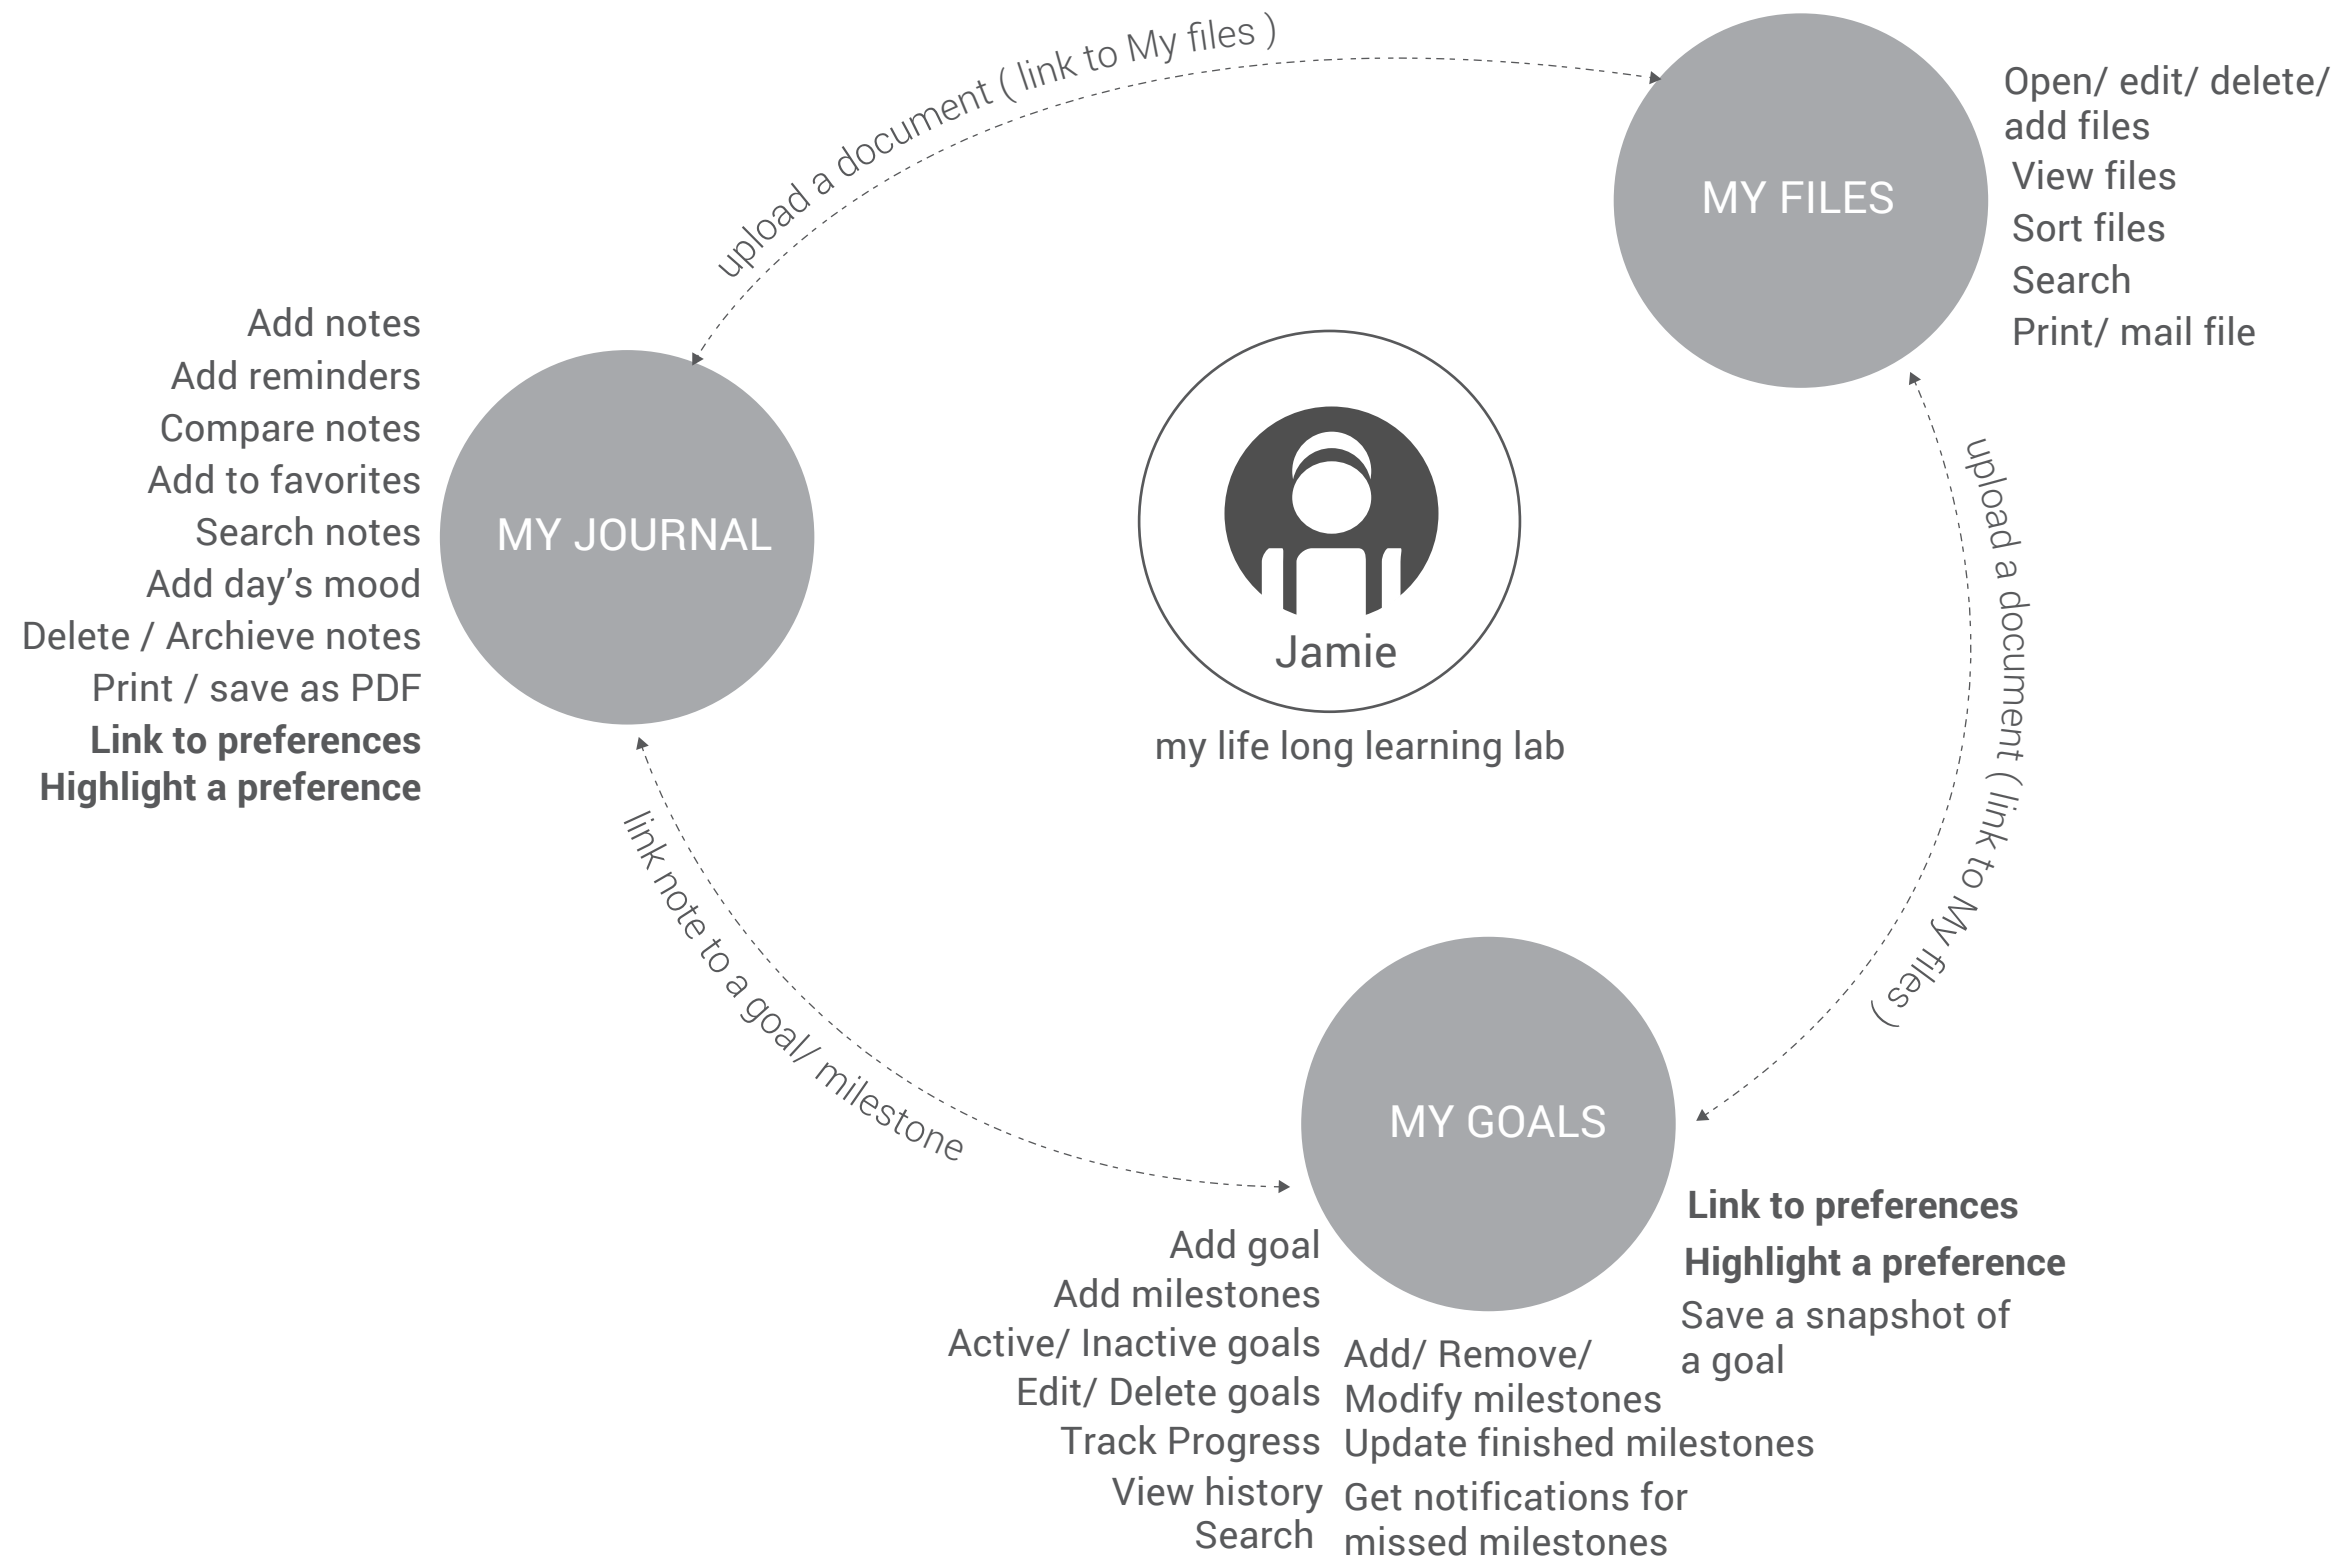 upload a document ( link to My files )
MY FILES
Open/ edit/ delete/
add files
View files
Sort files
Search
Print/ mail file
Add notes
Add reminders
Compare notes
Add to favorites
Search notes
Add day’s mood
Delete / Archieve notes
Print / save as PDF
Link to preferences
Highlight a preference
MY JOURNAL
Jamie
my life long learning lab
upload a document ( link to My files )
link note to a goal/ milestone
MY GOALS
Add goal
Add milestones
Active/ Inactive goals
Edit/ Delete goals
Track Progress
View history
Search
Add/ Remove/
Modify milestones
Update finished milestones
Get notifications for
missed milestones
Link to preferences
Highlight a preference
Save a snapshot of
a goal